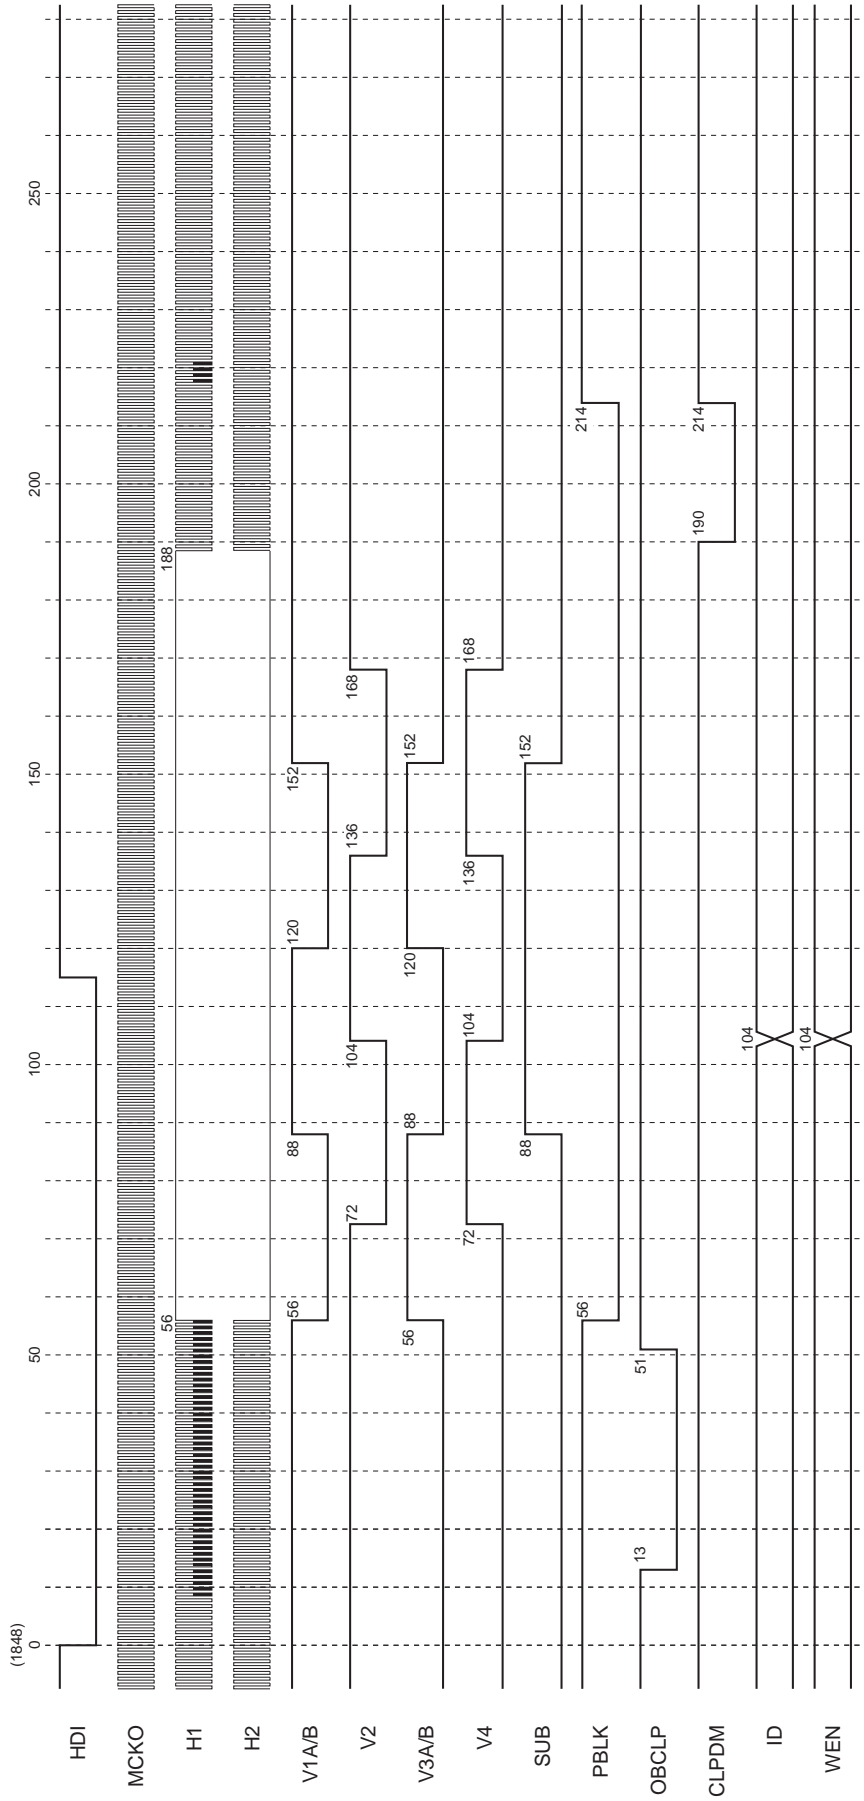 (1848)
0
50
100
150
200
250
HDI
MCKO
H1
56
188
H2
V1A/B
56
88
120
152
V2
72
104
136
168
V3A/B
56
88
120
152
V4
72
104
136
168
SUB
88
152
PBLK
56
214
OBCLP
13
51
CLPDM
190
214
ID
104
WEN
104